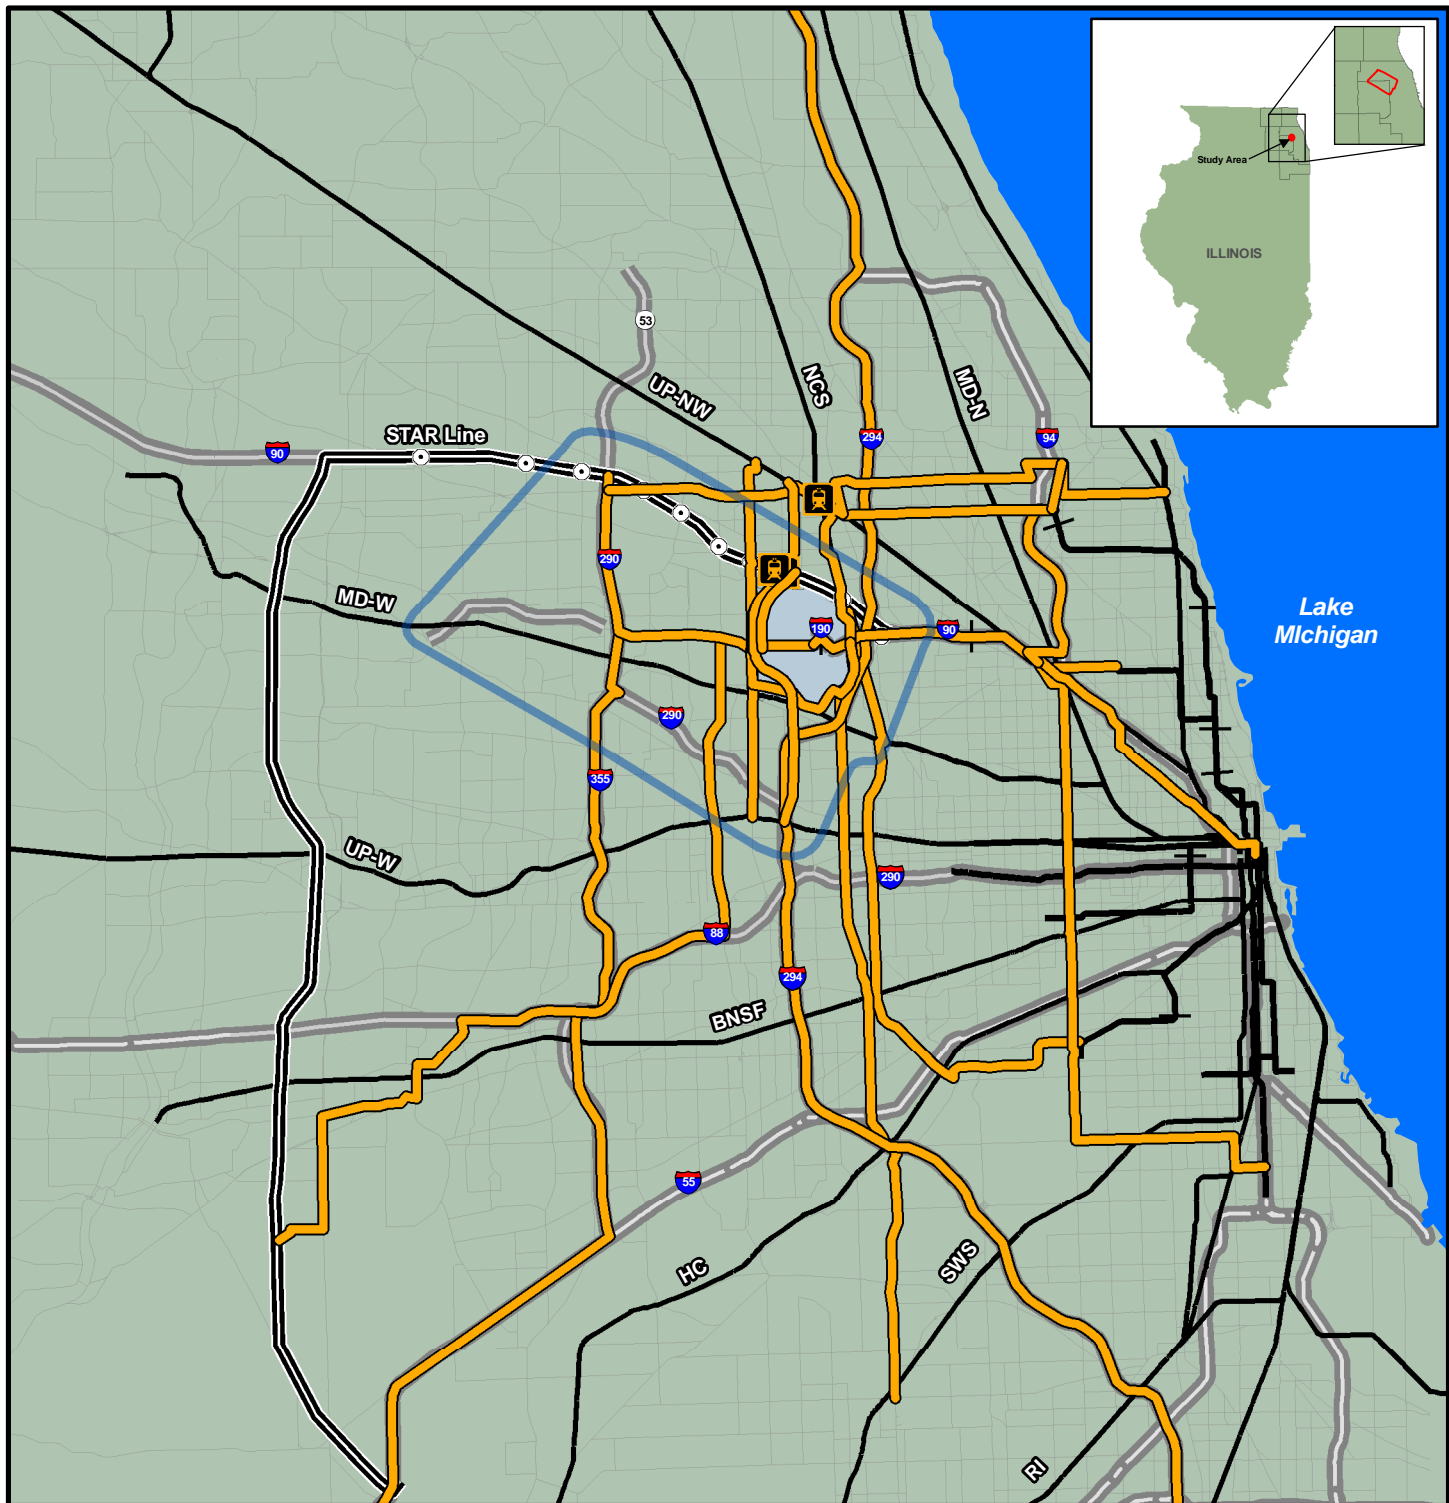 Study Area
ILLINOIS
53
UP-NW
NCS
MD-N
STAR Line
90
294
94
290
MD-W
190
90
Lake
MIchigan
290
355
UP-W
290
88
294
BNSF
55
HC
SWS
RI